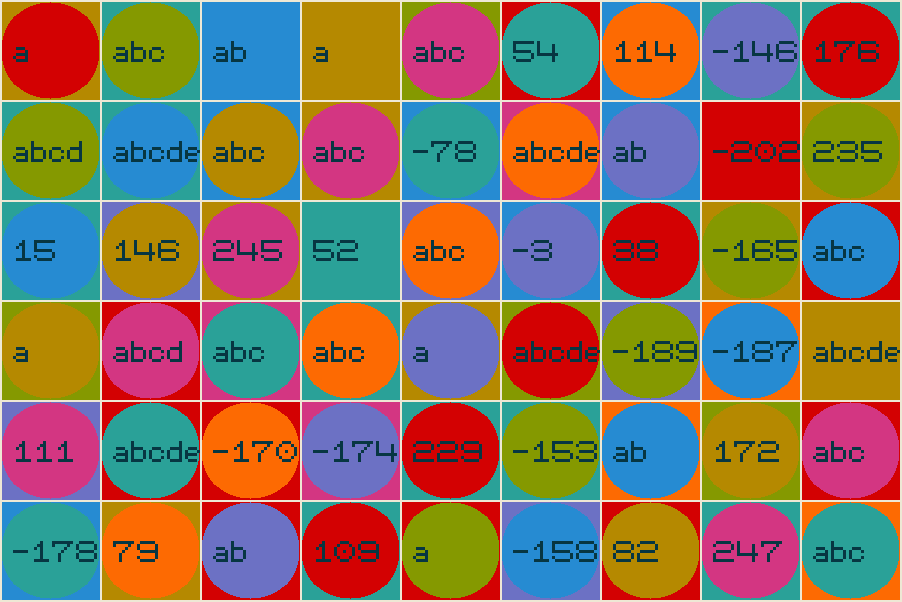 a abc ab a abc 54 114 -146 176
abcd abcde abc abc -78 abcde ab -202 235
15 146 245 52 abc -3 38 -165 abc
a abcd abc abc a abcde -189 -187 abcde
111 abcde -170 -174 229 -153 ab 172 abc
-178 79 ab 109 a -158 82 247 abc